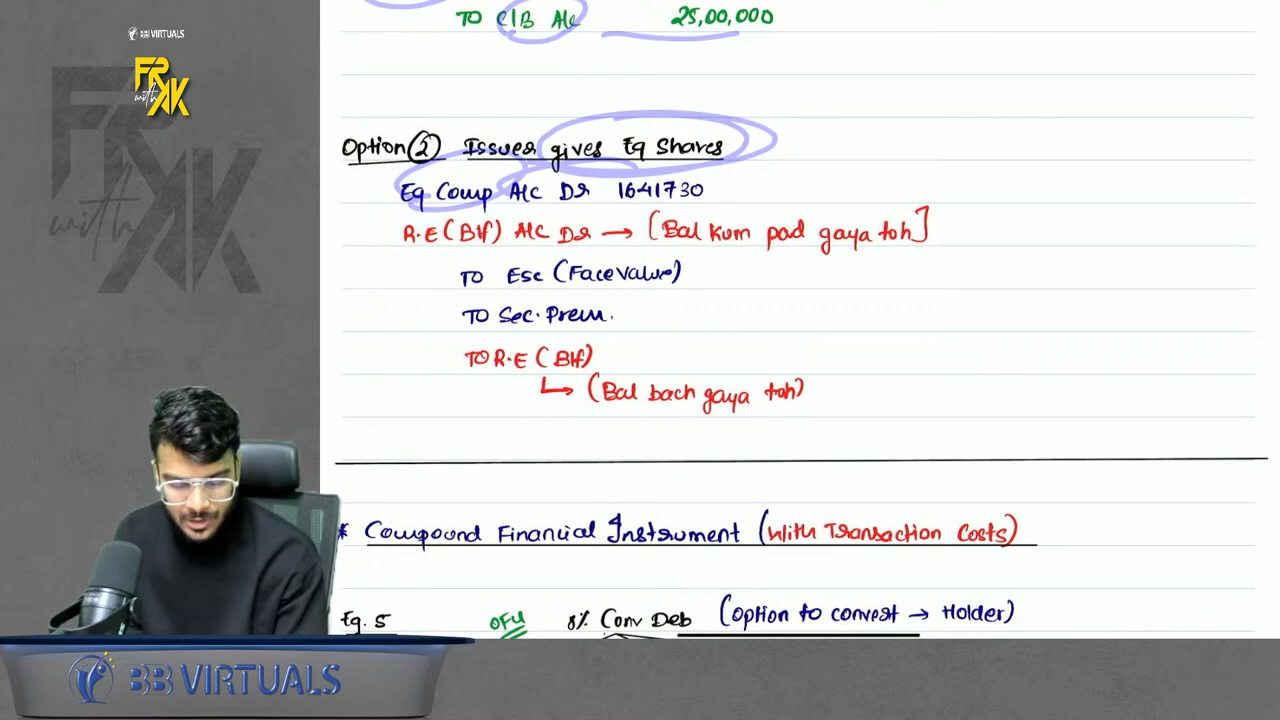 TO C/B A/c 25,00,000
BB VIRTUALS
FR
with AK
Option ② Issuer gives Eq Shares
Eq Comp A/C Dr 1641730
R.E (B/f) A/C Dr → [Bal kum pad gaya toh]
TO Esc (Face Value)
TO Sec. Prem.
TO R.E (B/f)
↳ (Bal bach gaya toh)
* Compound Financial Instrument (With Transaction Costs)
Eg. 5 OFU 8% Conv Deb (option to convert → Holder)
BB VIRTUALS